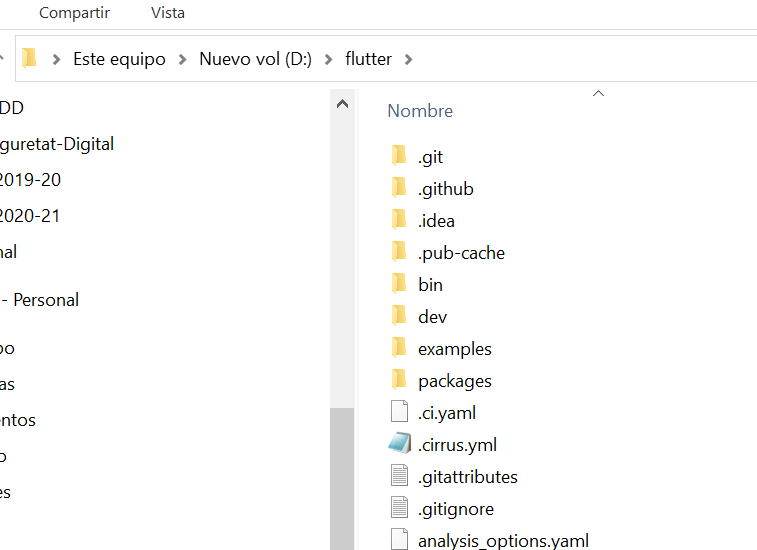 Compartir Vista
Este equipo > Nuevo vol (D:) > flutter >
DD
guretat-Digital
2019-20
2020-21
nal
- Personal
po
as
entos
o
es
Nombre
.git
.github
.idea
.pub-cache
bin
dev
examples
packages
.ci.yaml
.cirrus.yml
.gitattributes
.gitignore
analysis_options.yaml